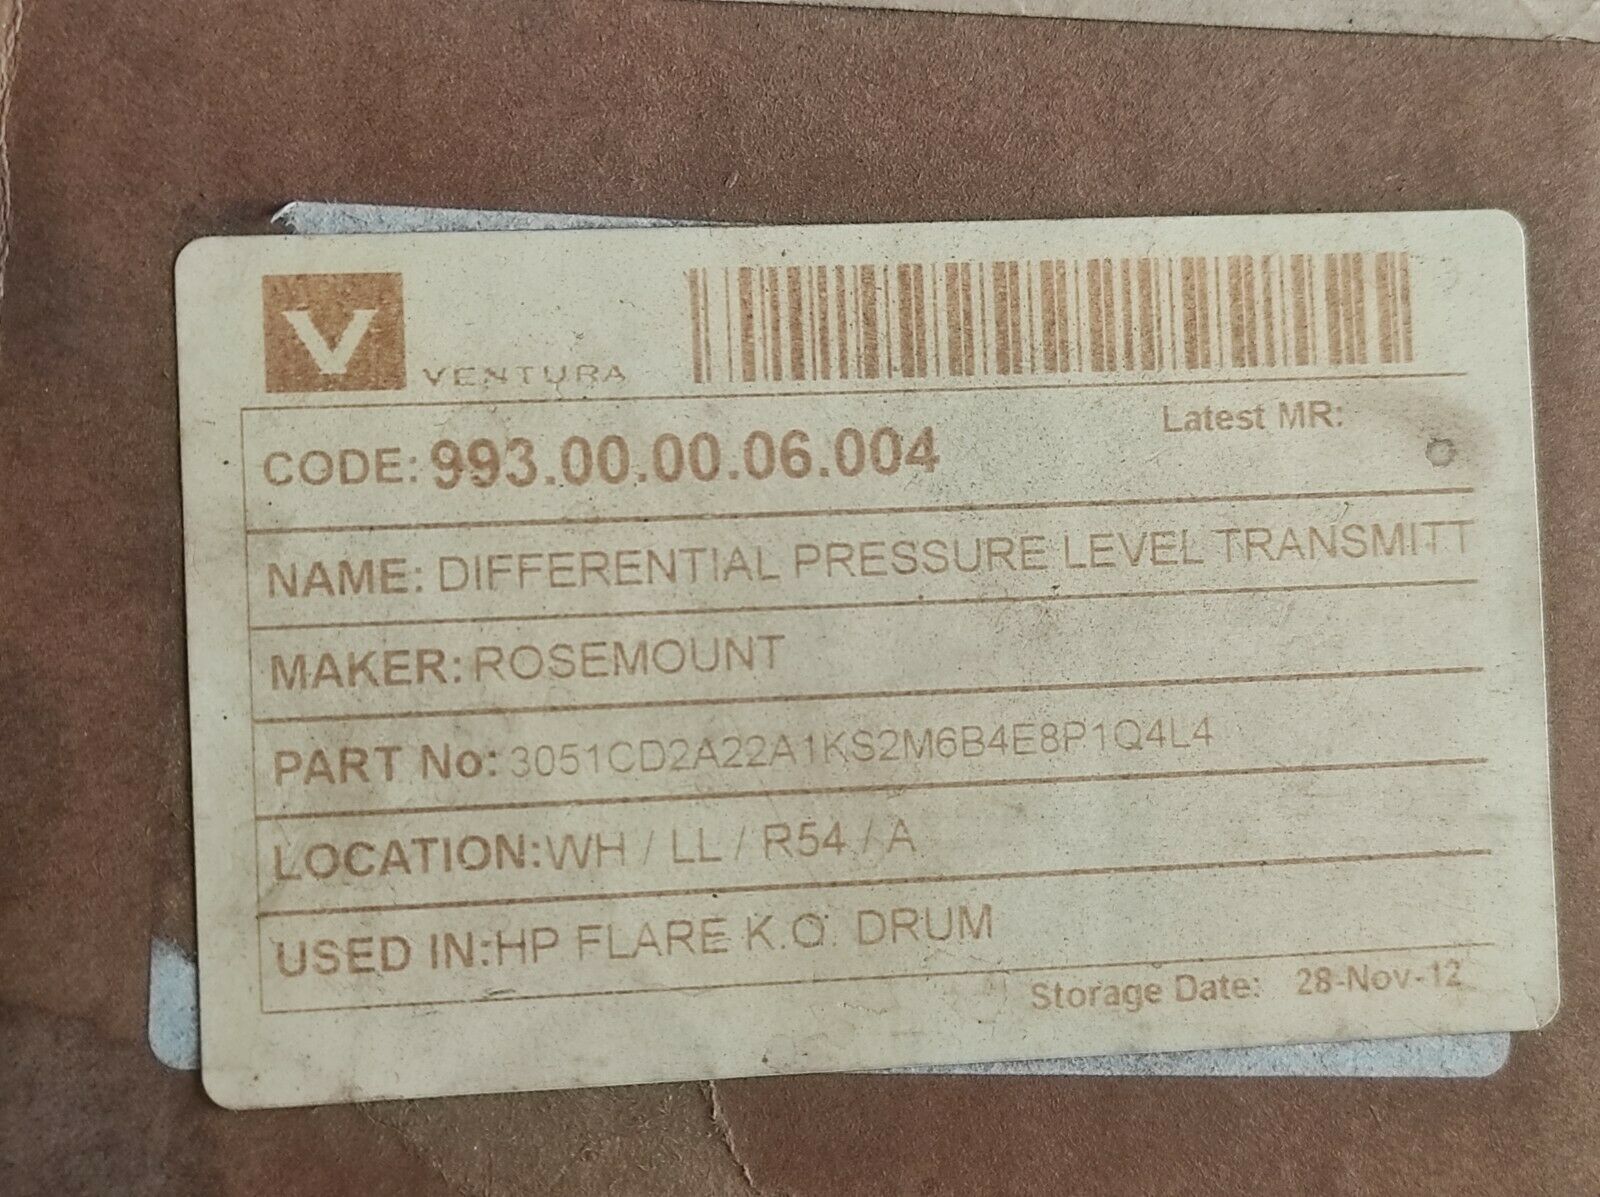 V VENTURA
Latest MR:
CODE: 993.00.00.06.004
NAME: DIFFERENTIAL PRESSURE LEVEL TRANSMITT
MAKER: ROSEMOUNT
PART No: 3051CD2A22A1KS2M6B4E8P1Q4L4
LOCATION:WH / LL / R54 / A
USED IN:HP FLARE K.O. DRUM
Storage Date: 28-Nov-12